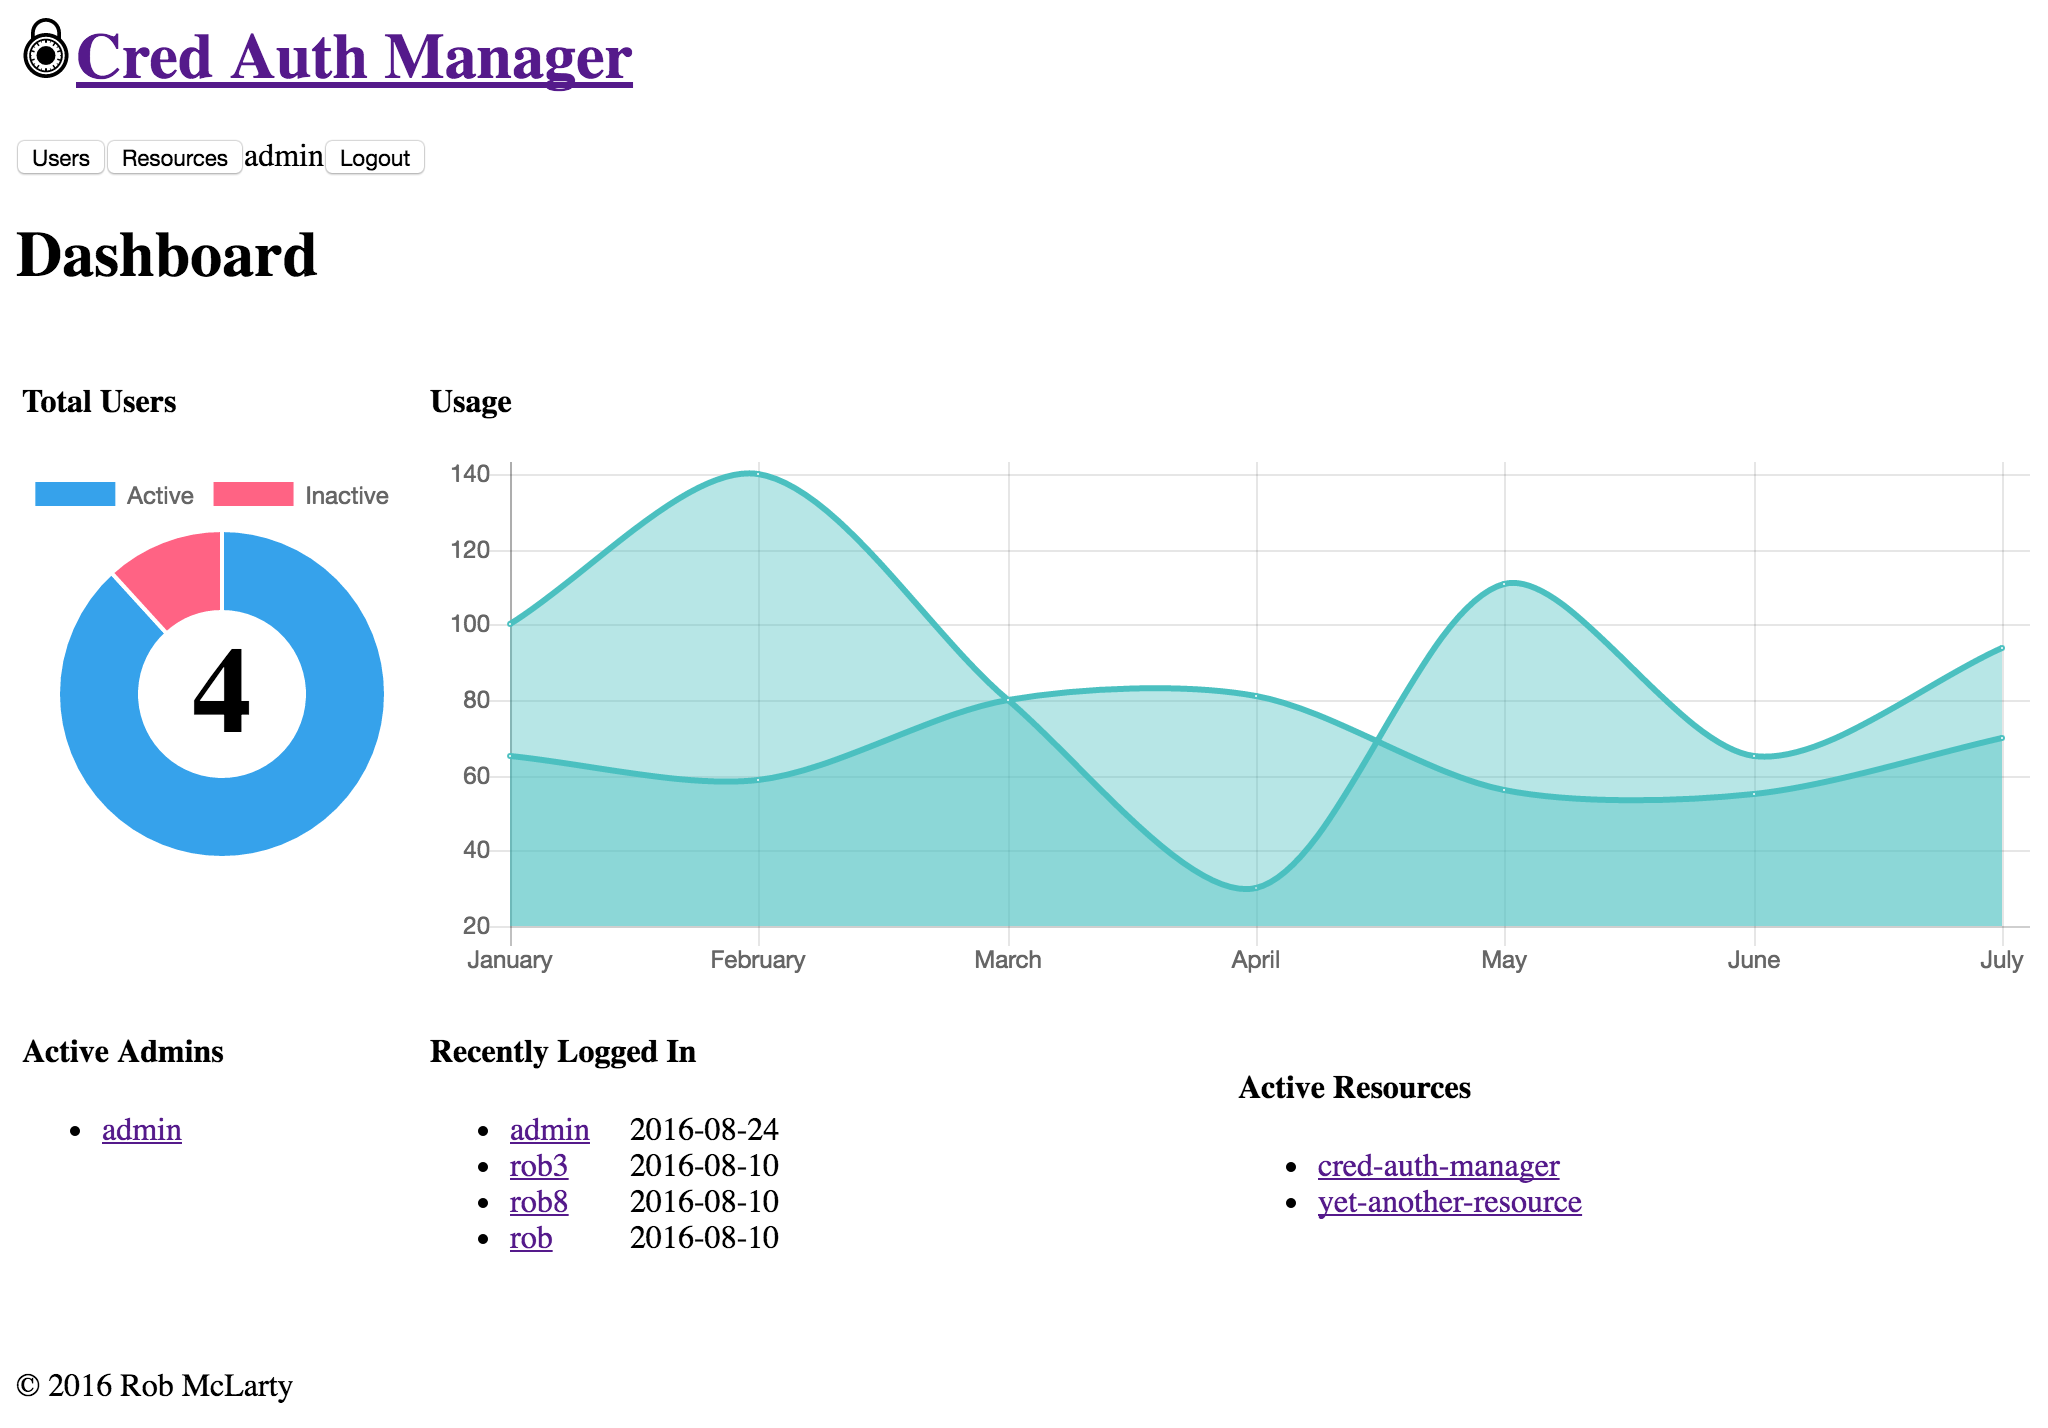 Cred Auth Manager
Users Resources admin Logout
Dashboard
Total Users
Active Inactive
4
Usage
140
120
100
80
60
40
20
January February March April May June July
Active Admins
admin
Recently Logged In
admin 2016-08-24
rob3 2016-08-10
rob8 2016-08-10
rob 2016-08-10
Active Resources
cred-auth-manager
yet-another-resource
© 2016 Rob McLarty